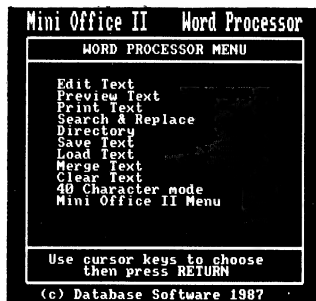 Mini Office II Word Processor
WORD PROCESSOR MENU
Edit Text
Preview Text
Print Text
Search & Replace
Directory
Save Text
Load Text
Merge Text
Clear Text
40 Character mode
Mini Office II Menu
Use cursor keys to choose
then press RETURN
(c) Database Software 1987